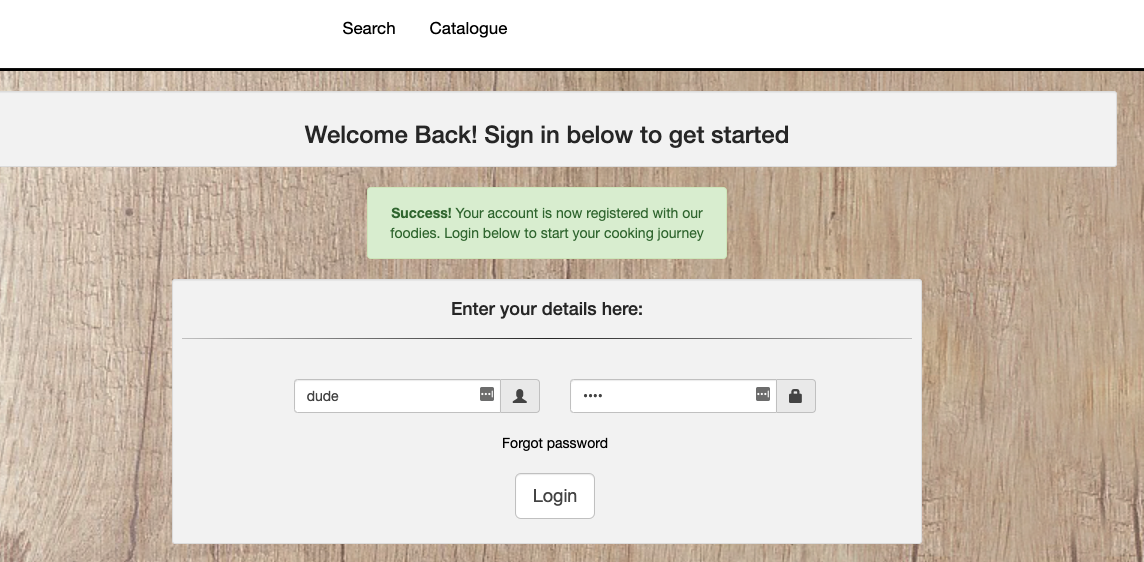 Search Catalogue
Welcome Back! Sign in below to get started
Success! Your account is now registered with our
foodies. Login below to start your cooking journey
Enter your details here:
dude ••••
Forgot password
Login